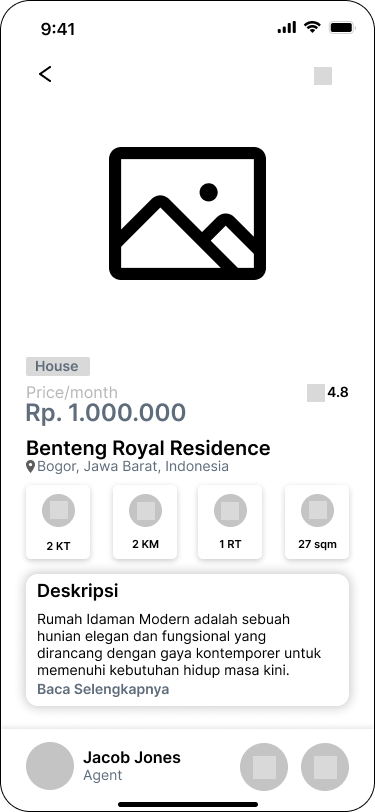 9:41
House
Price/month
4.8
Rp. 1.000.000
Benteng Royal Residence
Bogor, Jawa Barat, Indonesia
2 KT
2 KM
1 RT
27 sqm
Deskripsi
Rumah Idaman Modern adalah sebuah
hunian elegan dan fungsional yang
dirancang dengan gaya kontemporer untuk
memenuhi kebutuhan hidup masa kini.
Baca Selengkapnya
Jacob Jones
Agent